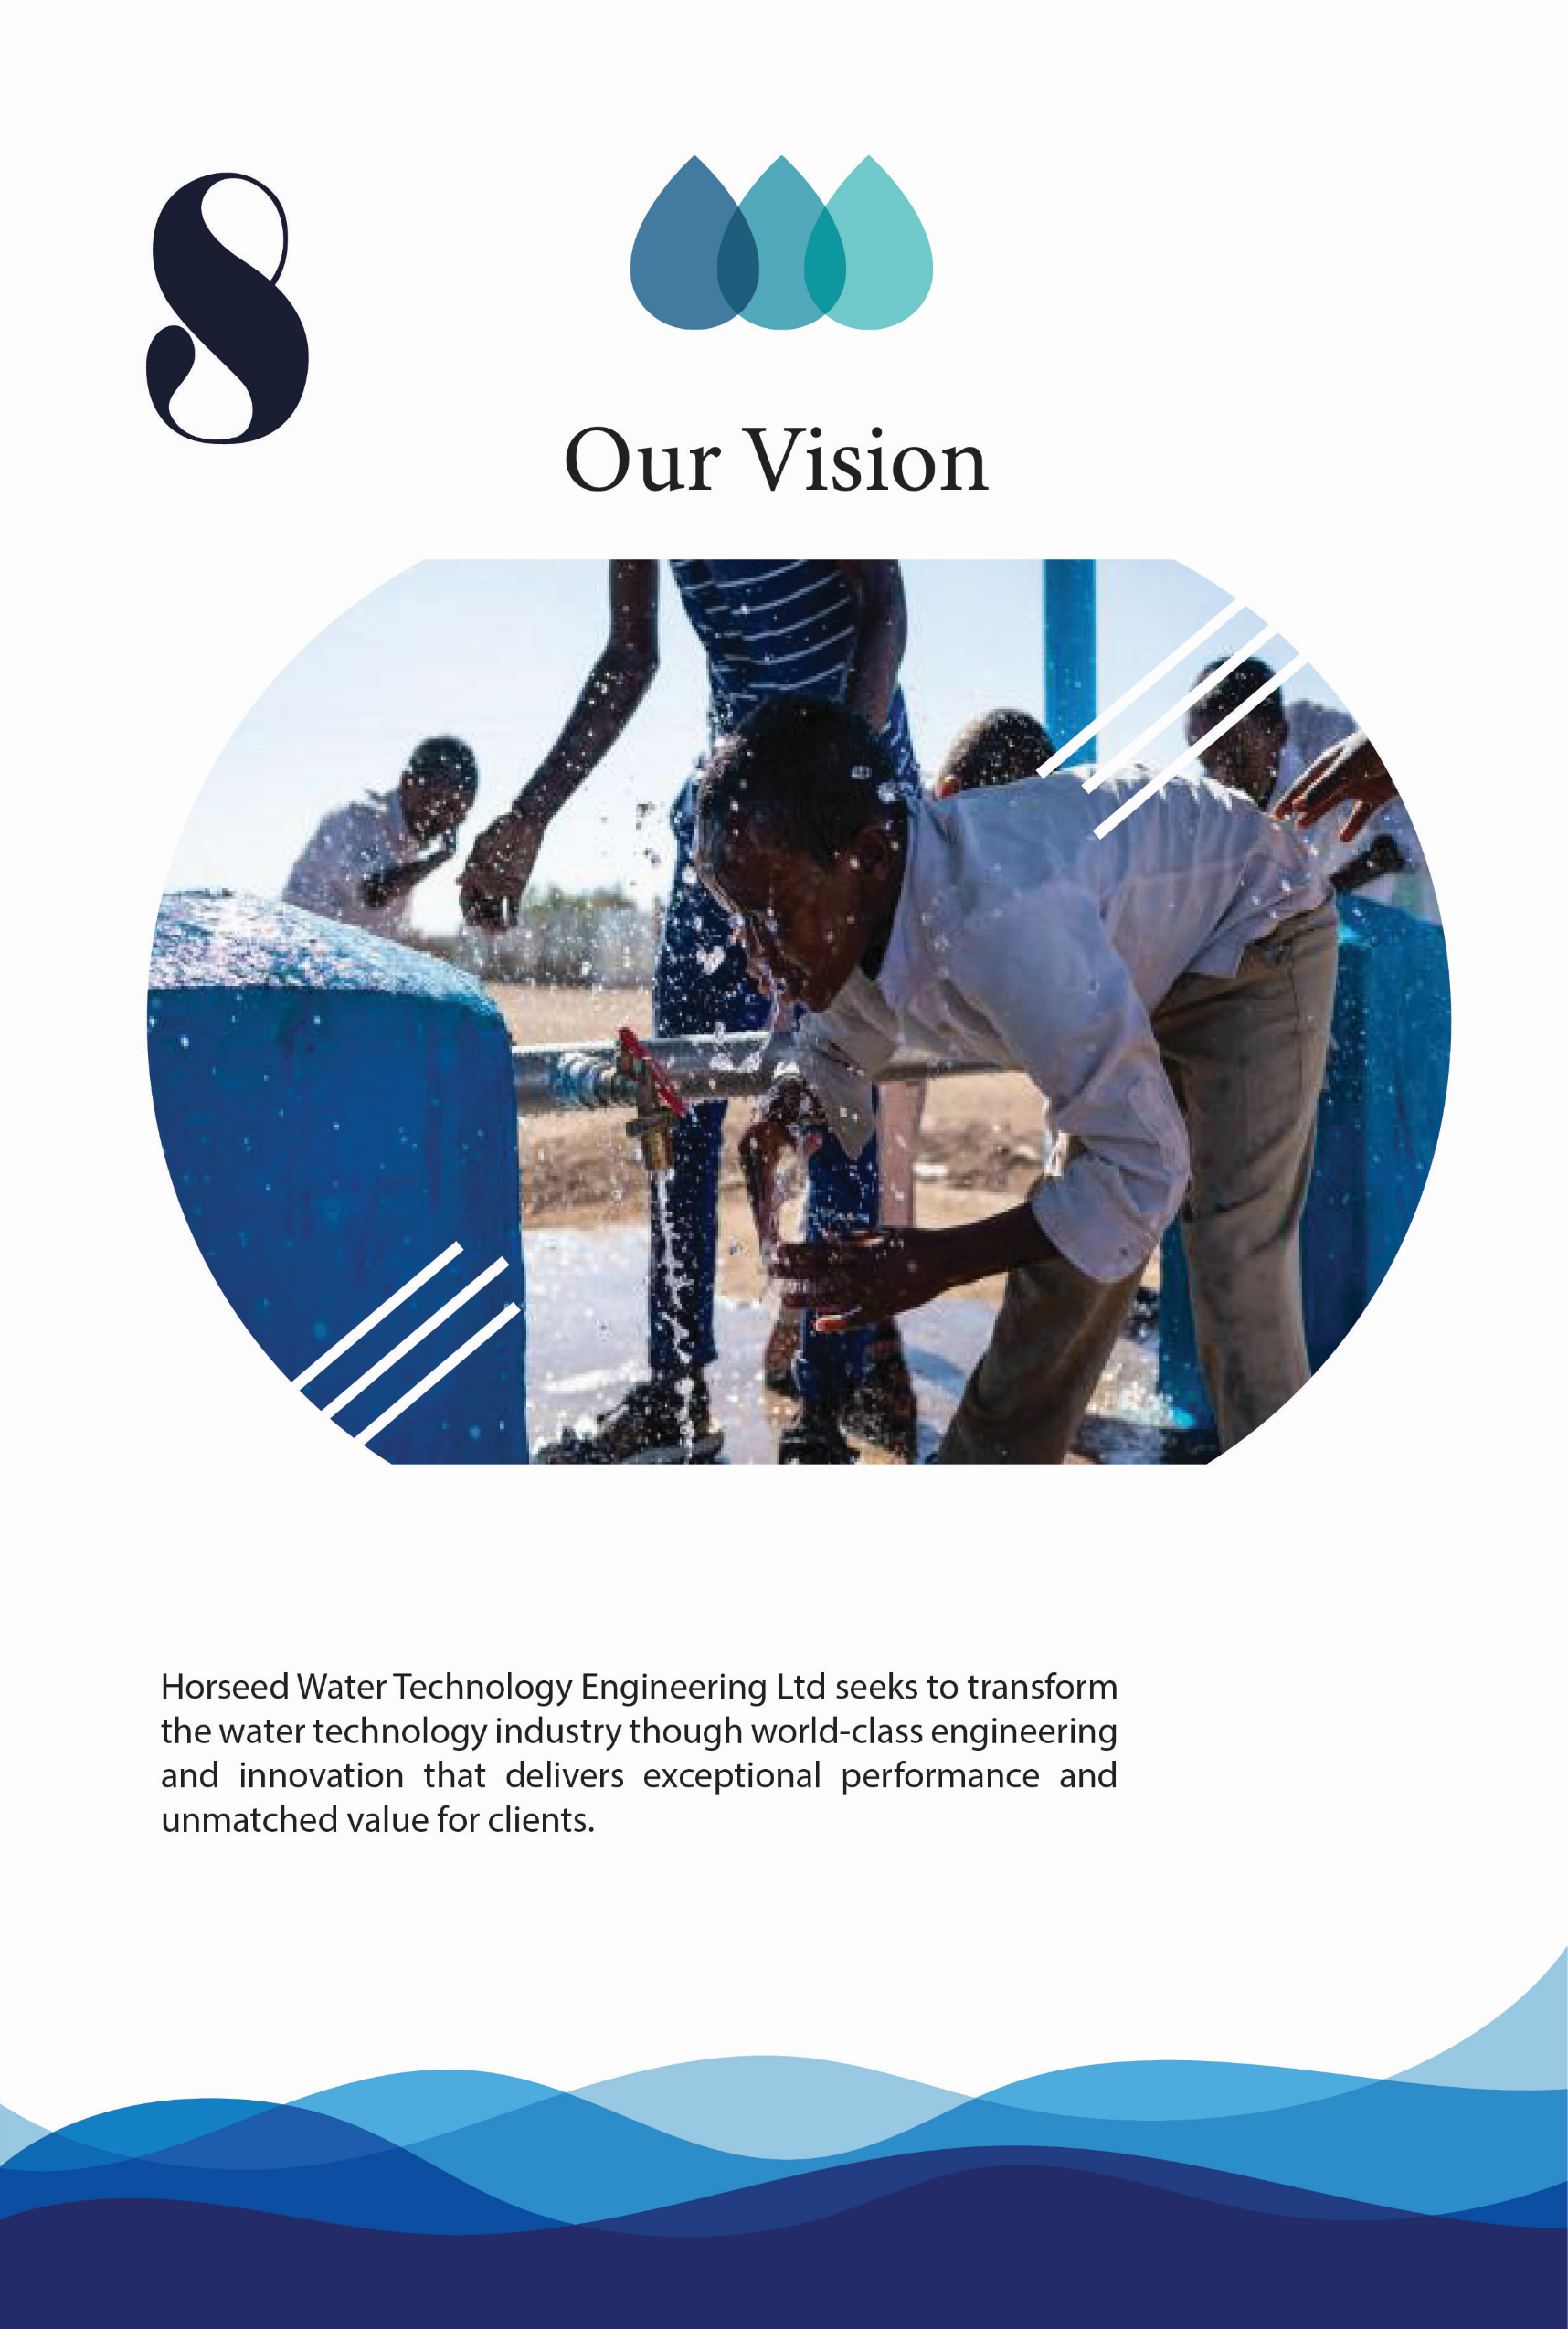 8
Our Vision
Horseed Water Technology Engineering Ltd seeks to transform
the water technology industry though world-class engineering
and innovation that delivers exceptional performance and
unmatched value for clients.